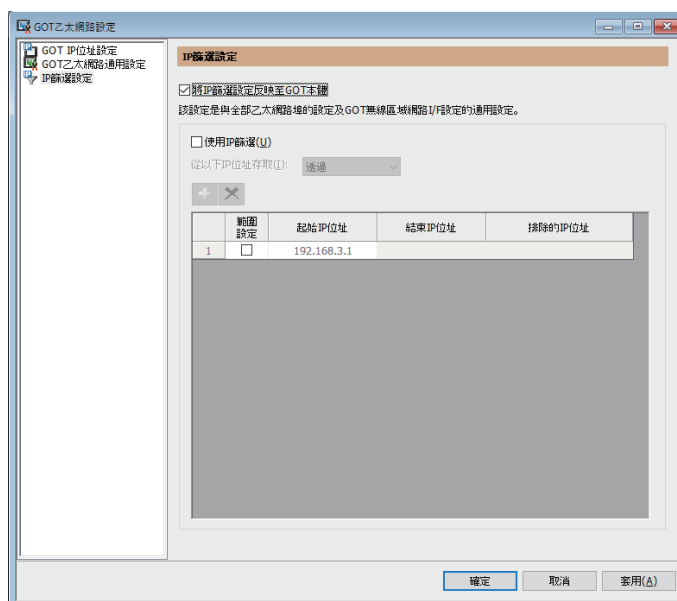 GOT乙太網路設定
GOT IP位址設定
GOT乙太網路通用設定
IP篩選設定
IP篩選設定
將IP篩選設定反映至GOT本體
該設定是與全部乙太網路埠的設定及GOT無線區域網路I/F設定的通用設定。
使用IP篩選(U)
從以下IP位址存取(I): 透過
範圍設定 起始IP位址 結束IP位址 排除的IP位址
1 192.168.3.1
確定 取消 套用(A)